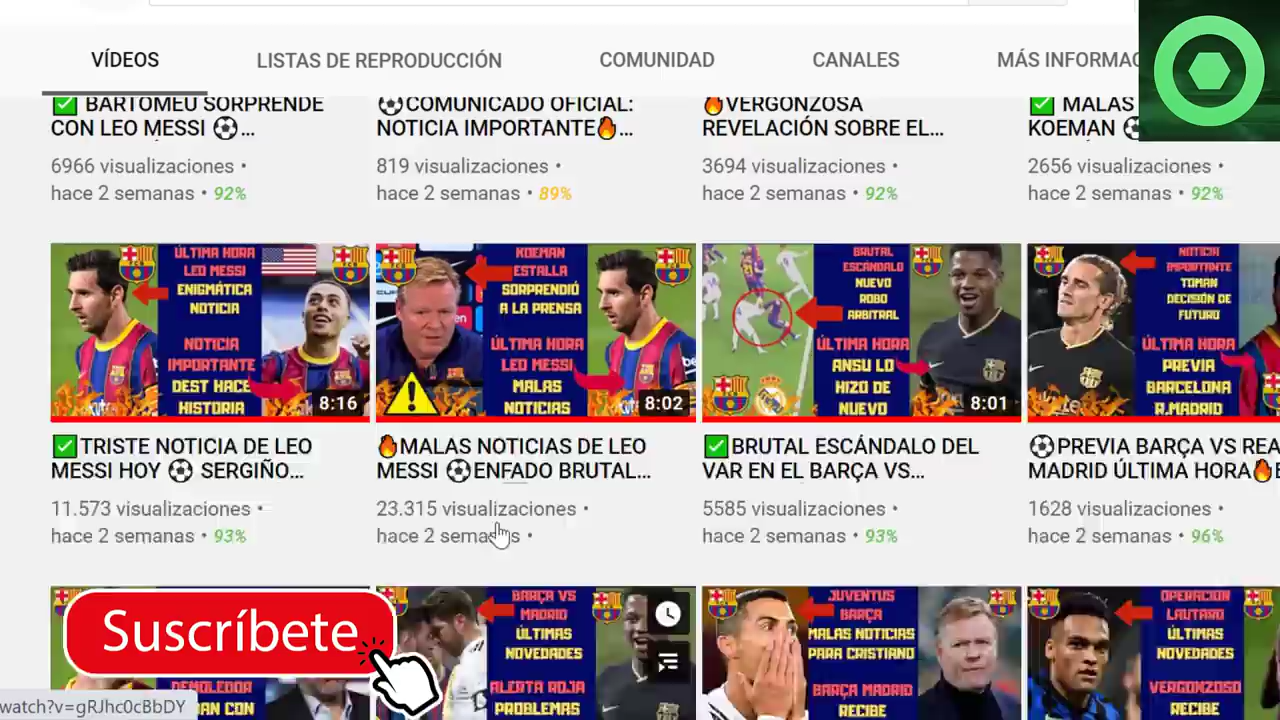 VÍDEOS
LISTAS DE REPRODUCCIÓN
COMUNIDAD
CANALES
MÁS INFORMAC
✅ BARTOMEU SORPRENDE
CON LEO MESSI ⚽...
6966 visualizaciones •
hace 2 semanas • 92%
⚽COMUNICADO OFICIAL:
NOTICIA IMPORTANTE🔥...
819 visualizaciones •
hace 2 semanas • 89%
🔥VERGONZOSA
REVELACIÓN SOBRE EL...
3694 visualizaciones •
hace 2 semanas • 92%
✅ MALAS
KOEMAN ⚽
2656 visualizaciones •
hace 2 semanas • 92%
ÚLTIMA HORA
LEO MESSI
ENIGMÁTICA
NOTICIA
NOTICIA
IMPORTANTE
DEST HACE
HISTORIA
8:16
KOEMAN
ESTALLA
SORPRENDIÓ
A LA PRENSA
ÚLTIMA HORA
LEO MESSI
MALAS
NOTICIAS
8:02
BRUTAL
ESCÁNDALO
NUEVO
ROBO
ARBITRAL
ÚLTIMA HORA
ANSU LO
HIZO DE
NUEVO
8:01
NOTICIA
IMPORTANTE
TOMAN
DECISIÓN DE
FUTURO
ÚLTIMA HORA
PREVIA
BARCELONA
R.MADRID
✅TRISTE NOTICIA DE LEO
MESSI HOY ⚽ SERGIÑO...
11.573 visualizaciones •
hace 2 semanas • 93%
🔥MALAS NOTICIAS DE LEO
MESSI ⚽ENFADO BRUTAL...
23.315 visualizaciones •
hace 2 semanas •
✅BRUTAL ESCÁNDALO DEL
VAR EN EL BARÇA VS...
5585 visualizaciones •
hace 2 semanas • 93%
⚽PREVIA BARÇA VS REA
MADRID ÚLTIMA HORA🔥
1628 visualizaciones •
hace 2 semanas • 96%
Suscríbete
DEMOLEDOR
AN CON
BARÇA VS
MADRID
ÚLTIMAS
NOVEDADES
ALERTA ROJA
PROBLEMAS
JUVENTUS
BARÇA
MALAS NOTICIAS
PARA CRISTIANO
BARÇA MADRID
RECIBE
OPERACIÓN
LAUTARO
ÚLTIMAS
NOVEDADES
VERGONZOSO
RECIBE
watch?v=gRJhc0cBbDY